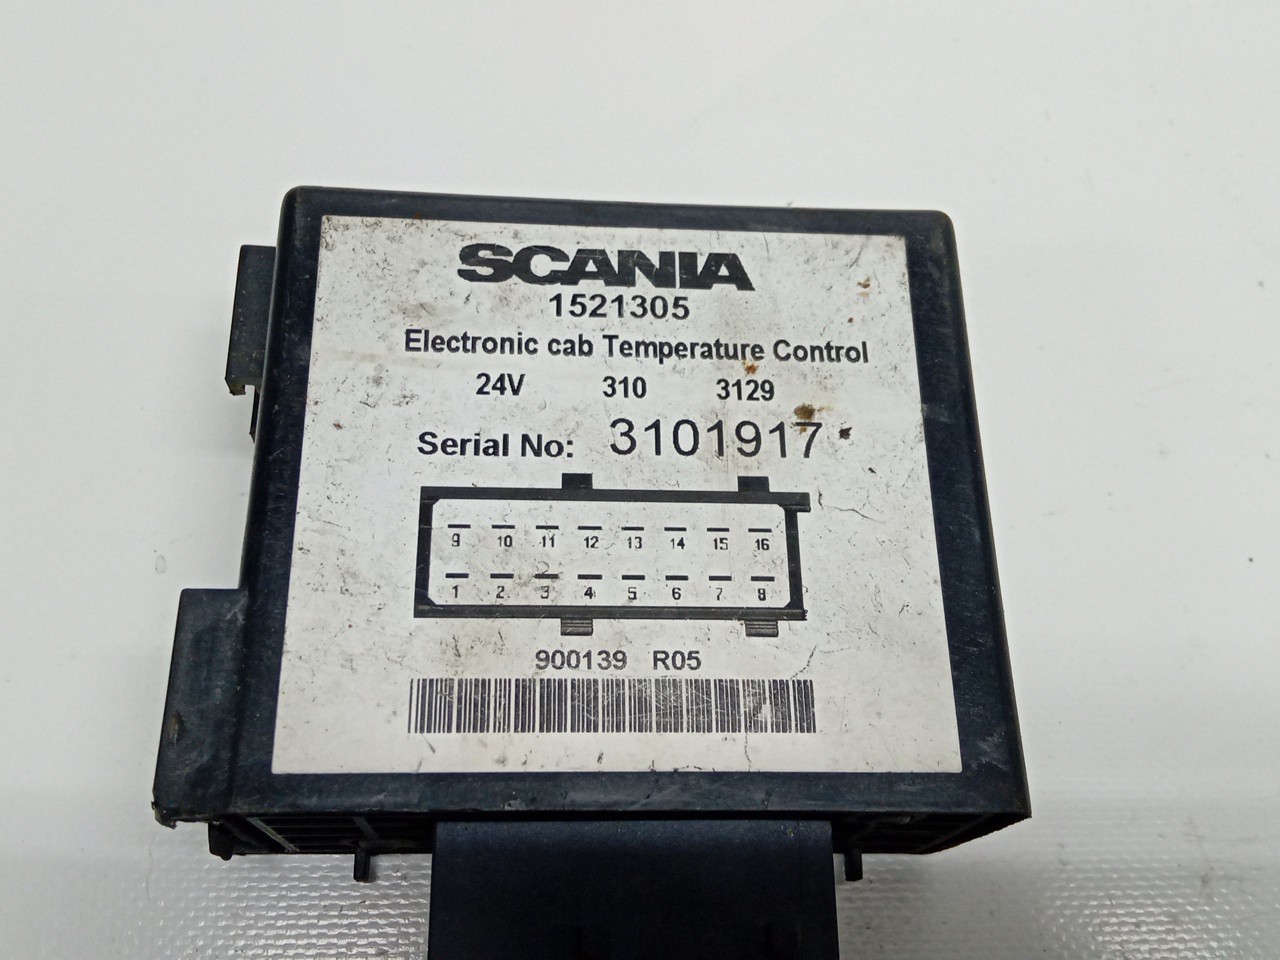 SCANIA
1521305
Electronic cab Temperature Control
24V 310 3129
Serial No: 3101917
9 10 11 12 13 14 15 16
1 2 3 4 5 6 7 8
900139 R05